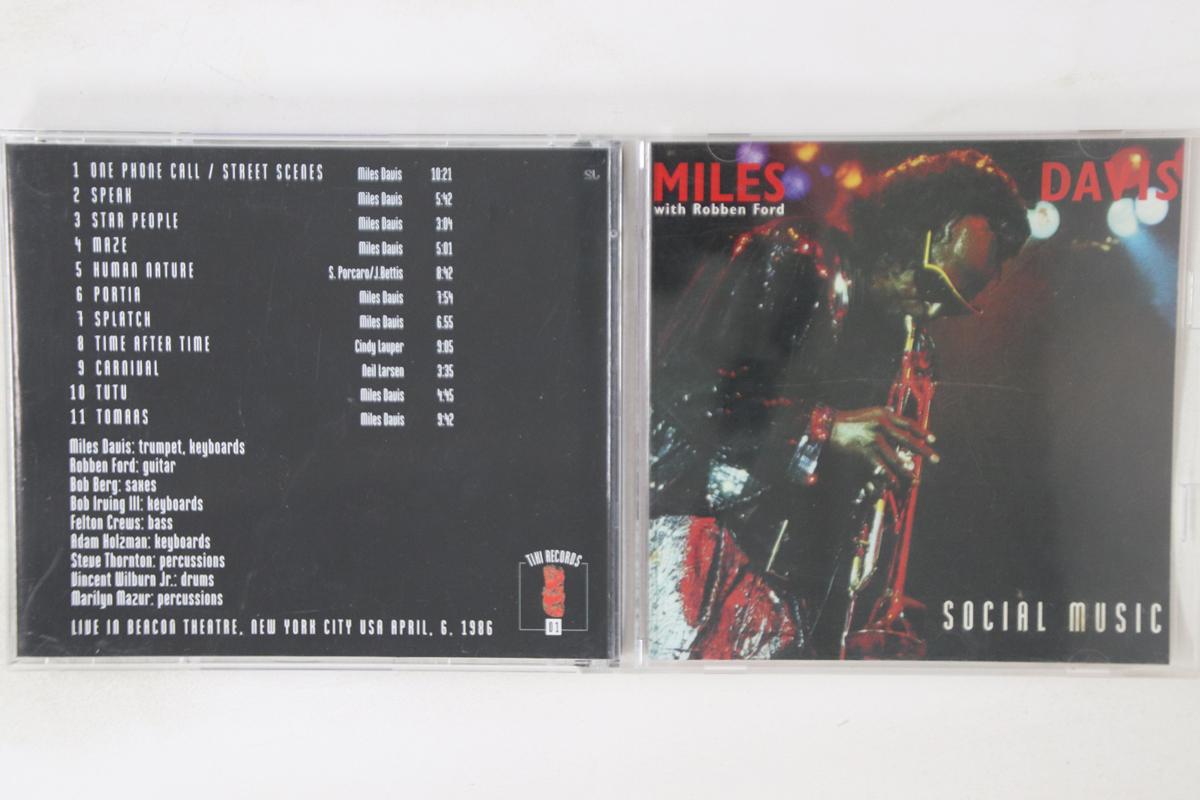 1 ONE PHONE CALL / STREET SCENES Miles Davis 10:21
2 SPEAK Miles Davis 5:42
3 STAR PEOPLE Miles Davis 3:04
4 MAZE Miles Davis 5:01
5 HUMAN NATURE S. Porcaro/J.Bettis 8:42
6 PORTIA Miles Davis 7:54
7 SPLATCH Miles Davis 6.55
8 TIME AFTER TIME Cindy Lauper 9:05
9 CARNIVAL Neil Larsen 3:35
10 TUTU Miles Davis 4:45
11 TOMAAS Miles Davis 9:42
Miles Davis: trumpet, keyboards
Robben Ford: guitar
Bob Berg: saxes
Bob Irving III: keyboards
Felton Crews: bass
Adam Holzman: keyboards
Steve Thornton: percussions
Vincent Wilburn Jr.: drums
Marilyn Mazur: percussions
LIVE IN BEACON THEATRE, NEW YORK CITY USA APRIL, 6, 1986
TIKI RECORDS
01
MILES DAVIS
with Robben Ford
SOCIAL MUSIC